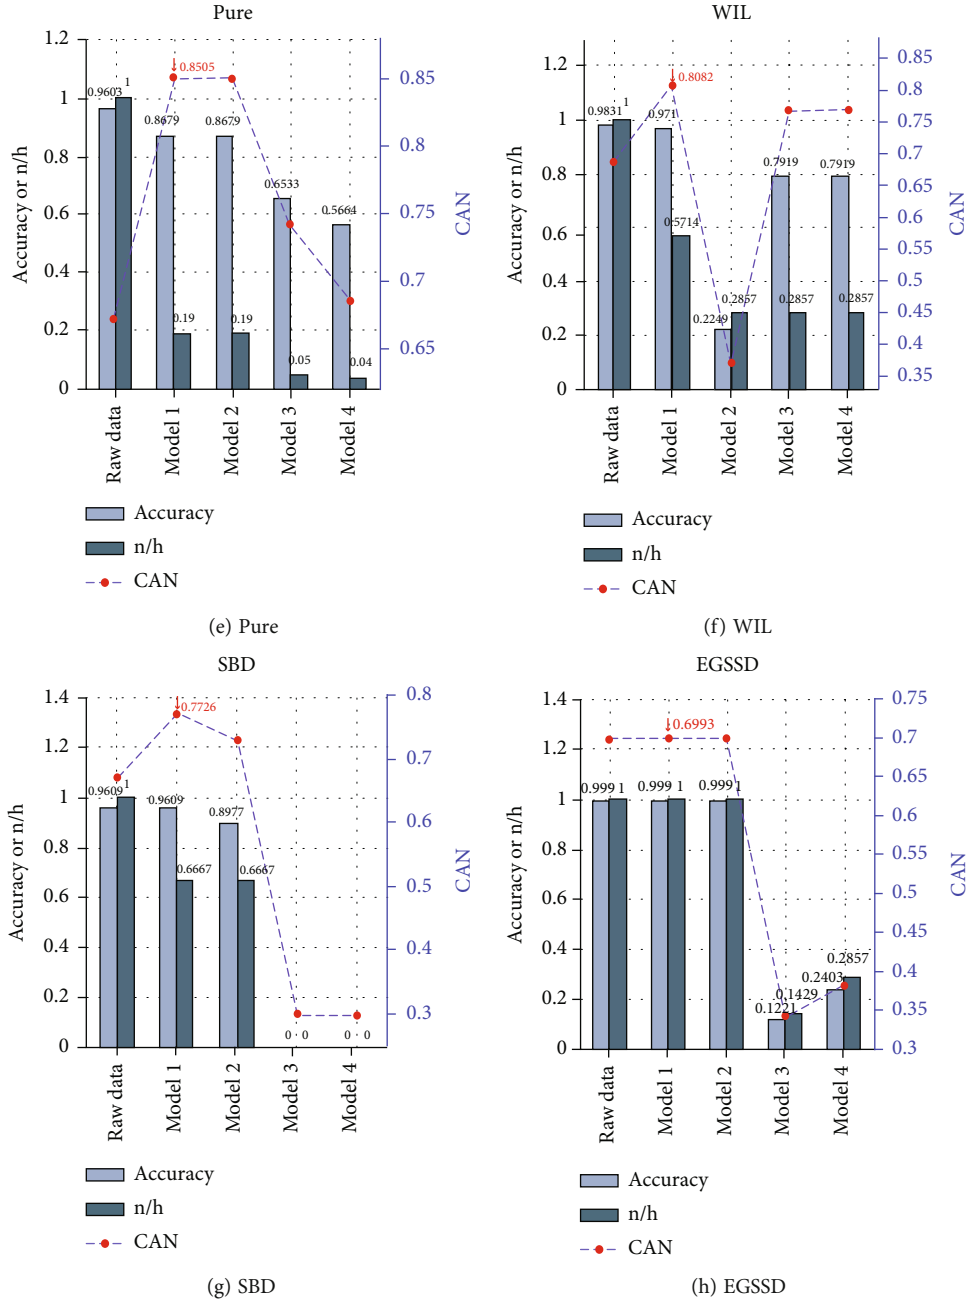 Pure
1.2
1
0.8
0.6
0.4
0.2
0
Accuracy or n/h
0.9603
1
0.8505
0.8679
0.8679
0.6533
0.5664
0.19
0.19
0.05
0.04
0.85
0.8
0.75
0.7
0.65
CAN
Raw data
Model 1
Model 2
Model 3
Model 4
Accuracy
n/h
CAN
(e) Pure
WIL
1.2
1
0.8
0.6
0.4
0.2
0
Accuracy or n/h
0.9831
1
0.8082
0.971
0.5714
0.2249
0.2857
0.7919
0.2857
0.7919
0.2857
0.85
0.8
0.75
0.7
0.65
0.6
0.55
0.5
0.45
0.4
0.35
CAN
Raw data
Model 1
Model 2
Model 3
Model 4
Accuracy
n/h
CAN
(f) WIL
SBD
1.4
1.2
1
0.8
0.6
0.4
0.2
0
Accuracy or n/h
0.9609
1
0.7726
0.9609
0.6667
0.8977
0.6667
0 0
0 0
0.8
0.7
0.6
0.5
0.4
0.3
CAN
Raw data
Model 1
Model 2
Model 3
Model 4
Accuracy
n/h
CAN
(g) SBD
EGSSD
1.4
1.2
1
0.8
0.6
0.4
0.2
0
Accuracy or n/h
0.6993
0.999 1
0.999 1
0.999 1
0.1221
0.1429
0.2403
0.2857
0.75
0.7
0.65
0.6
0.55
0.5
0.45
0.4
0.35
0.3
CAN
Raw data
Model 1
Model 2
Model 3
Model 4
Accuracy
n/h
CAN
(h) EGSSD